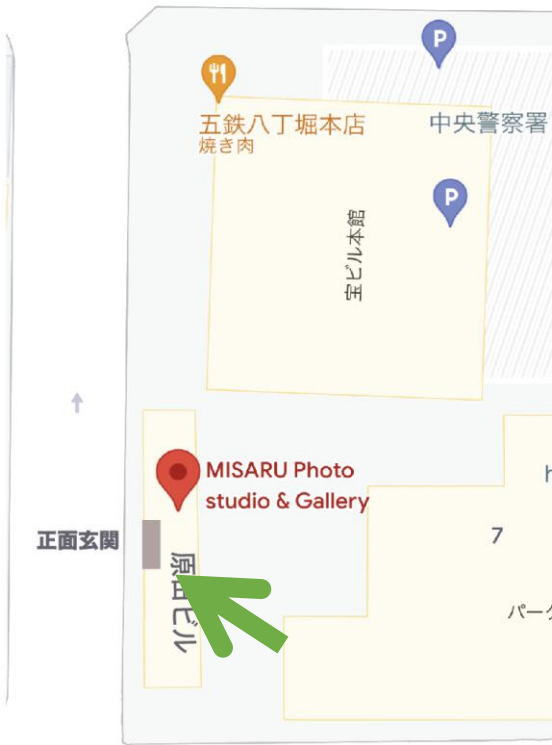 P
五鉄八丁堀本店
焼き肉
中央警察署
P
宝ビル本館
MISARU Photo
studio & Gallery
正面玄関
原田ビル
7
パーク